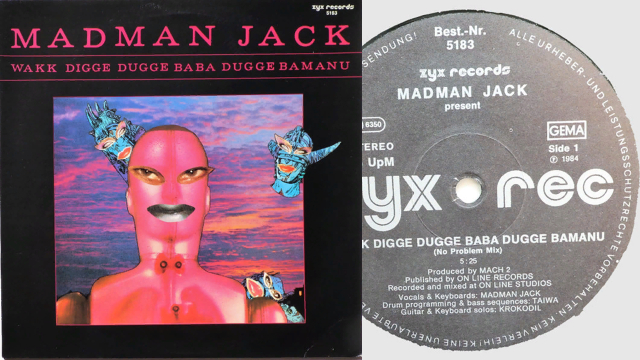 zyx records
5183
MADMAN JACK
WAKK DIGGE DUGGE BABA DUGGE BAMANU
Best.-Nr.
5183
zyx records
MADMAN JACK
present
6350
GEMA
STEREO
Side 1
UpM
℗ 1984
yx rec
K DIGGE DUGGE BABA DUGGE BAMANU
(No Problem Mix)
5:25
Produced by MACH 2
Published by ON LINE RECORDS
Recorded and mixed at ON LINE STUDIOS
Vocals & Keyboards: MADMAN JACK
Drum programming & bass sequences: TAIWA
Guitar & Keyboard solos: KROKODIL
SENDUNG! ALLE URHEBER- UND LEISTUNGSSCHUTZRECHTE VORBEHALTEN. KEIN VERLEIH! KEINE UNERLAUBTE